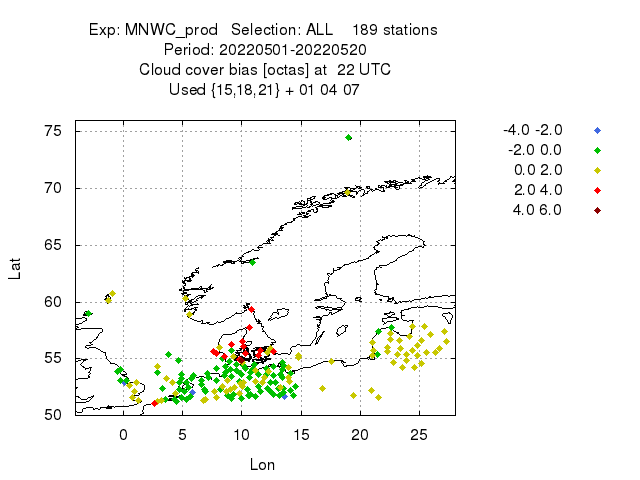 Exp: MNWC_prod Selection: ALL 189 stations
Period: 20220501-20220520
Cloud cover bias [octas] at 22 UTC
Used {15,18,21} + 01 04 07
-4.0 -2.0
-2.0 0.0
0.0 2.0
2.0 4.0
4.0 6.0
Lat
75
70
65
60
55
50
0 5 10 15 20 25
Lon